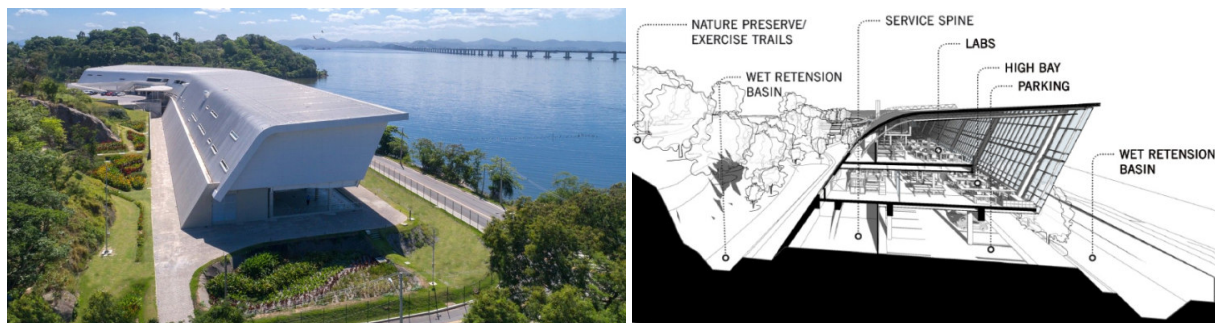 NATURE PRESERVE/
EXERCISE TRAILS
WET RETENSION
BASIN
SERVICE SPINE
LABS
HIGH BAY
PARKING
WET RETENSION
BASIN